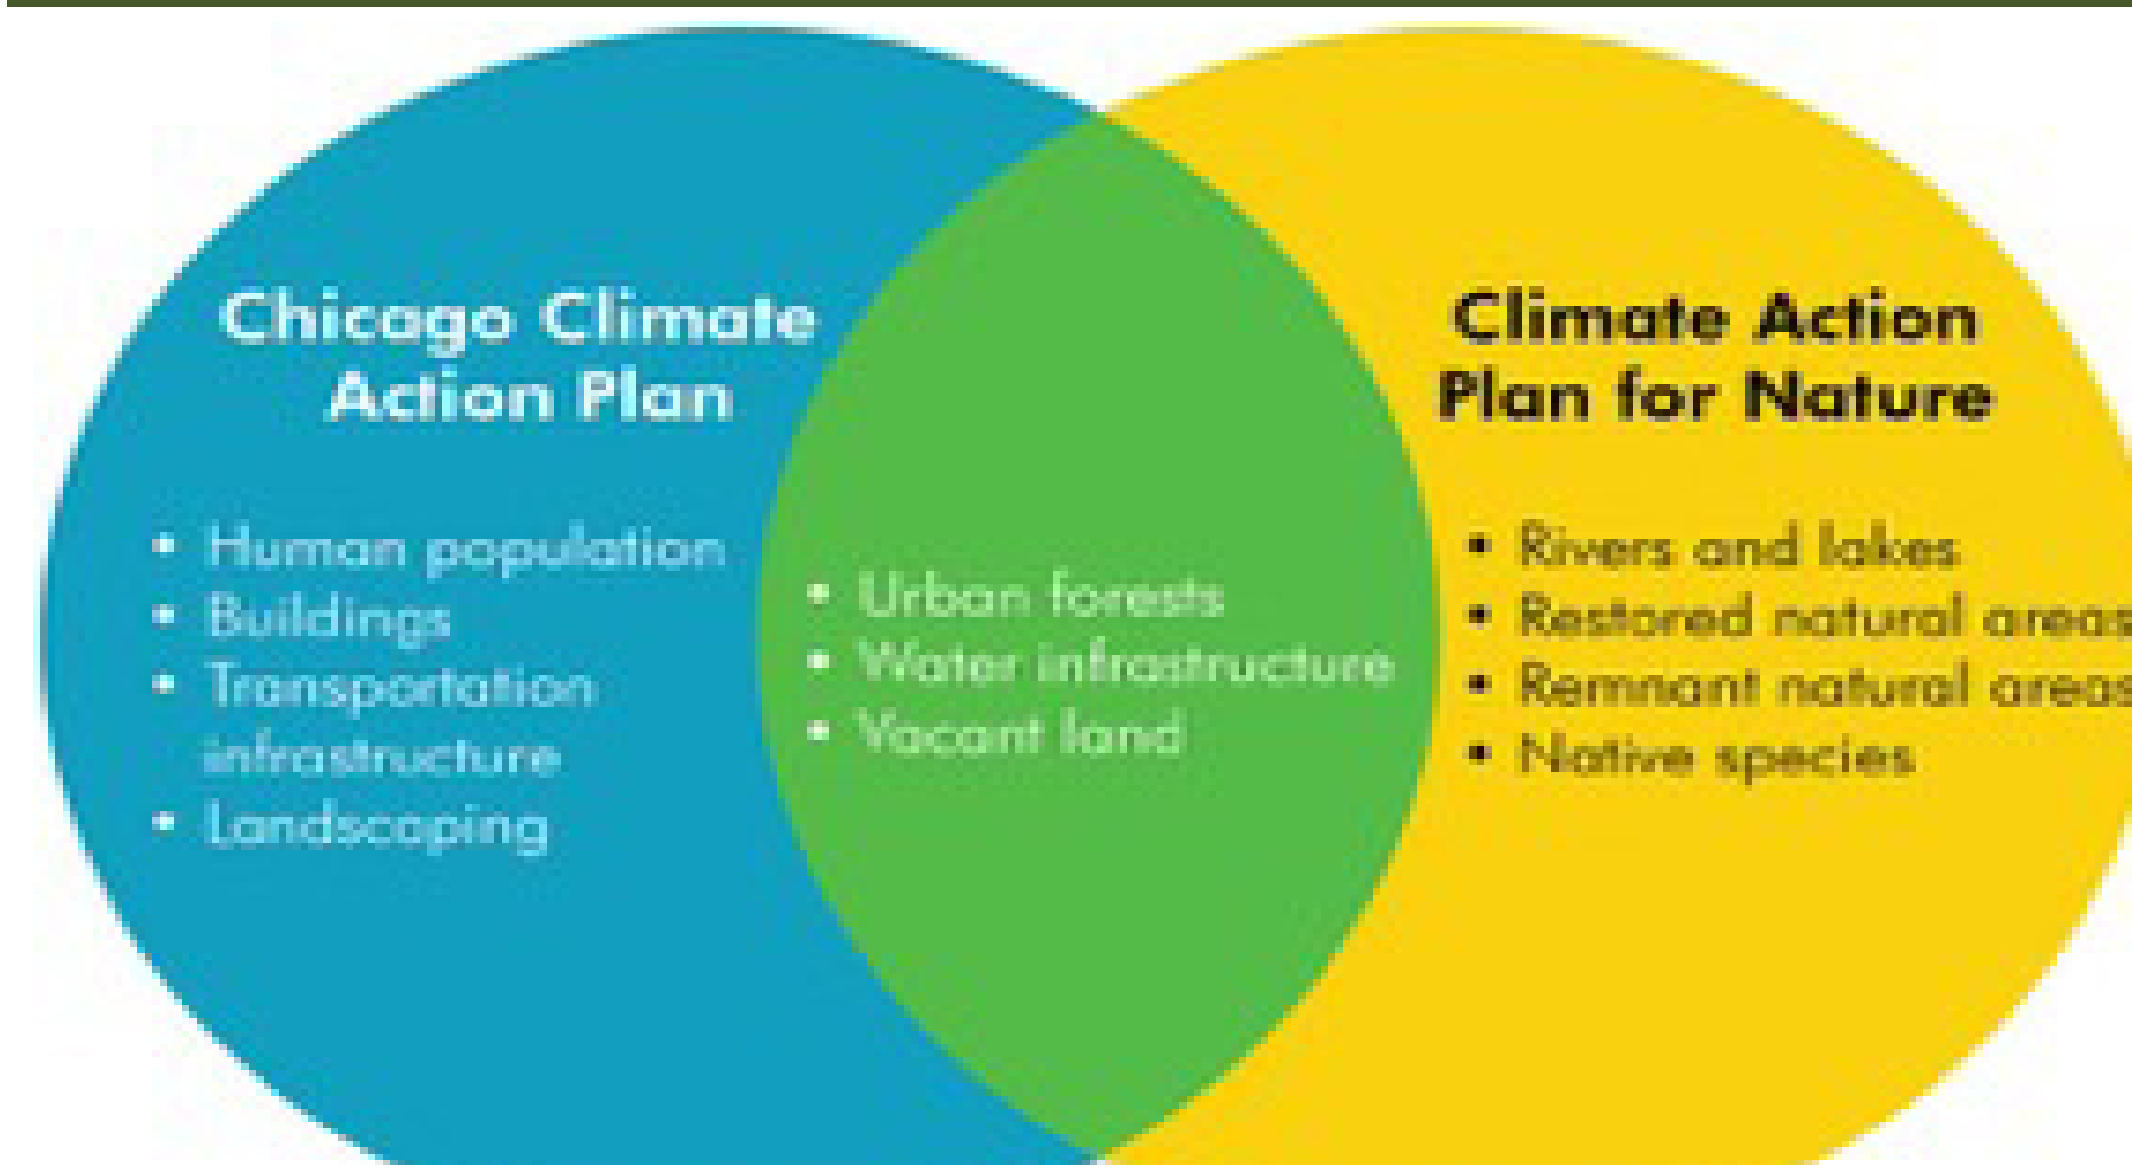 Chicago Climate
Action Plan
• Human population
• Buildings
• Transportation
infrastructure
• Landscaping
• Urban forests
• Water infrastructure
• Vacant land
Climate Action
Plan for Nature
• Rivers and lakes
• Restored natural areas
• Remnant natural areas
• Native species